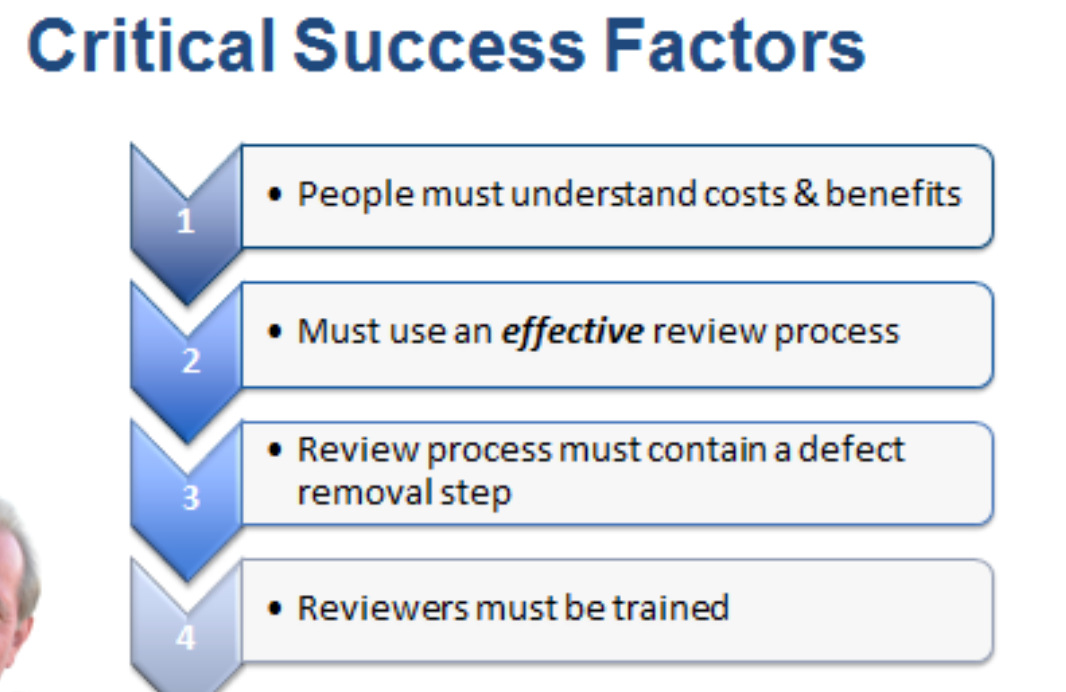 Critical Success Factors
1
• People must understand costs & benefits
2
• Must use an effective review process
3
• Review process must contain a defect
removal step
4
• Reviewers must be trained